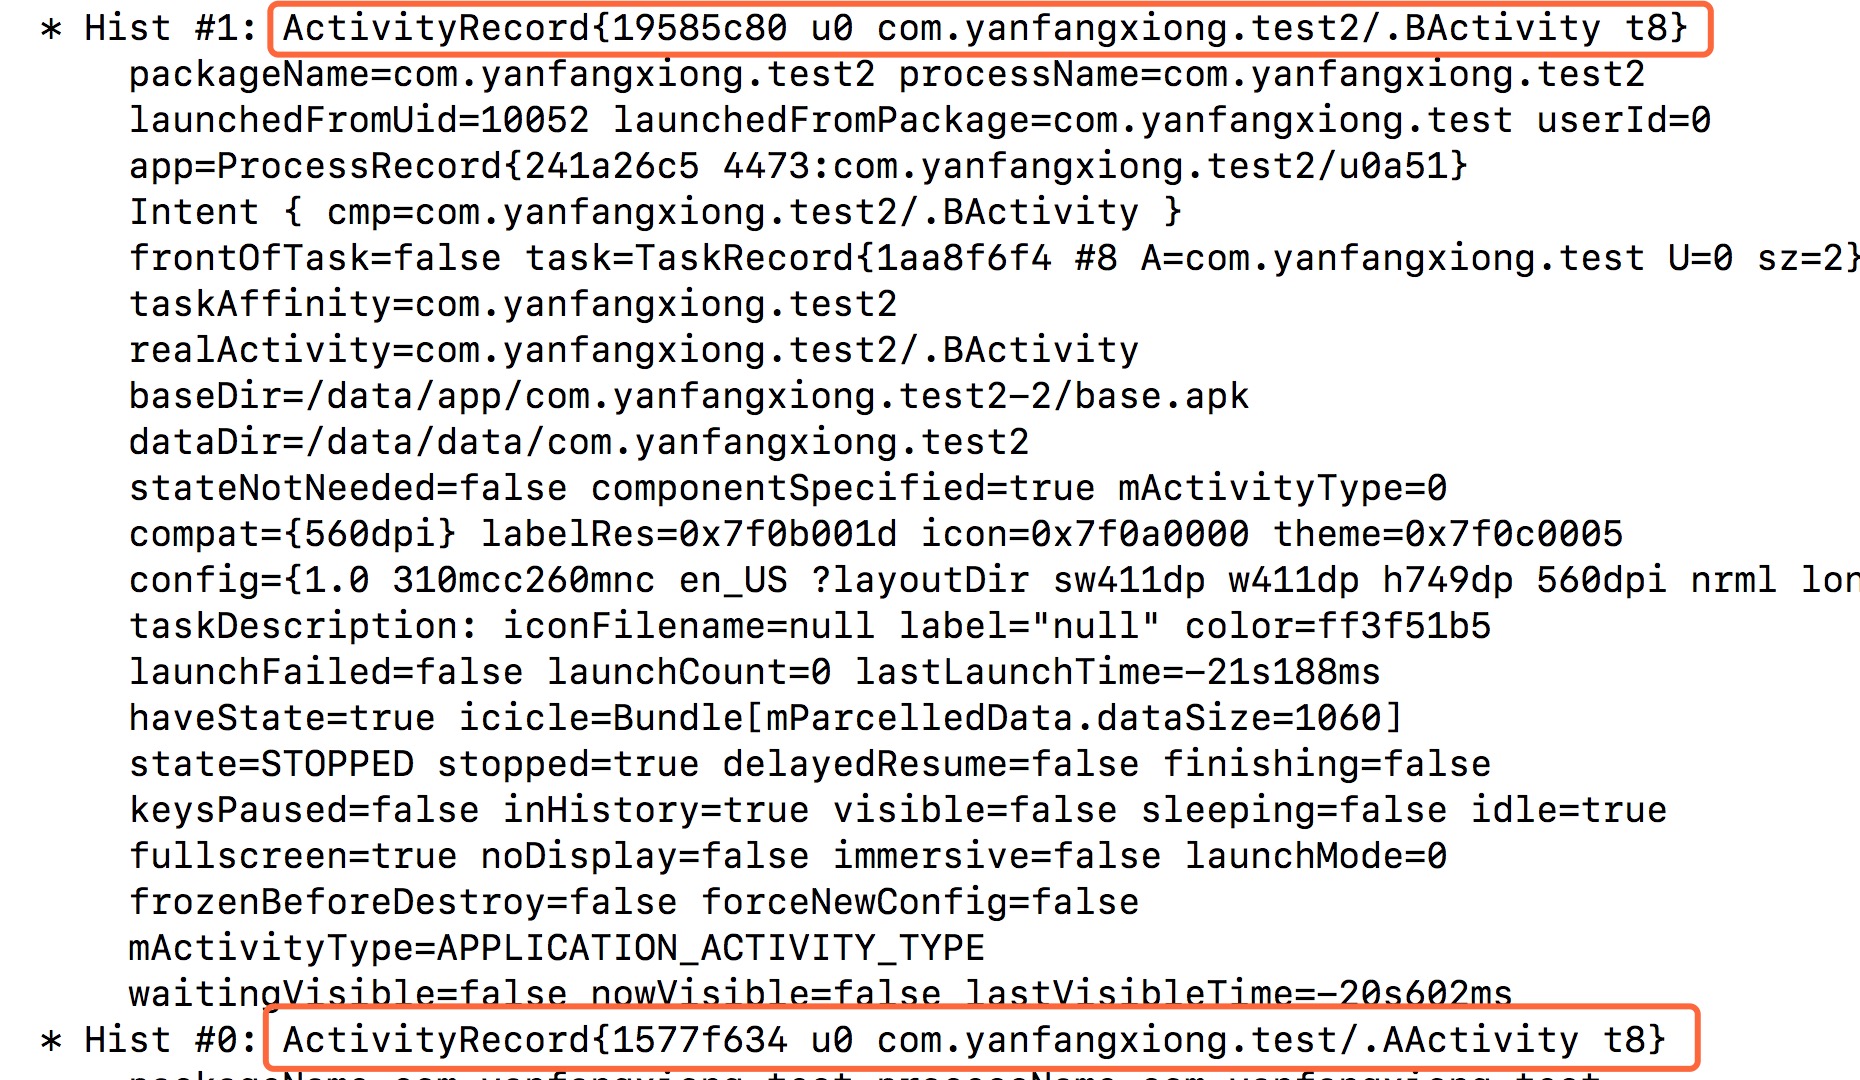 * Hist #1: ActivityRecord{19585c80 u0 com.yanfangxiong.test2/.BActivity t8}
packageName=com.yanfangxiong.test2 processName=com.yanfangxiong.test2
launchedFromUid=10052 launchedFromPackage=com.yanfangxiong.test userId=0
app=ProcessRecord{241a26c5 4473:com.yanfangxiong.test2/u0a51}
Intent { cmp=com.yanfangxiong.test2/.BActivity }
frontOfTask=false task=TaskRecord{1aa8f6f4 #8 A=com.yanfangxiong.test U=0 sz=2}
taskAffinity=com.yanfangxiong.test2
realActivity=com.yanfangxiong.test2/.BActivity
baseDir=/data/app/com.yanfangxiong.test2-2/base.apk
dataDir=/data/data/com.yanfangxiong.test2
stateNotNeeded=false componentSpecified=true mActivityType=0
compat={560dpi} labelRes=0x7f0b001d icon=0x7f0a0000 theme=0x7f0c0005
config={1.0 310mcc260mnc en_US ?layoutDir sw411dp w411dp h749dp 560dpi nrml lon
taskDescription: iconFilename=null label="null" color=ff3f51b5
launchFailed=false launchCount=0 lastLaunchTime=-21s188ms
haveState=true icicle=Bundle[mParcelledData.dataSize=1060]
state=STOPPED stopped=true delayedResume=false finishing=false
keysPaused=false inHistory=true visible=false sleeping=false idle=true
fullscreen=true noDisplay=false immersive=false launchMode=0
frozenBeforeDestroy=false forceNewConfig=false
mActivityType=APPLICATION_ACTIVITY_TYPE
waitingVisible=false nowVisible=false lastVisibleTime=-20s602ms
* Hist #0: ActivityRecord{1577f634 u0 com.yanfangxiong.test/.AActivity t8}